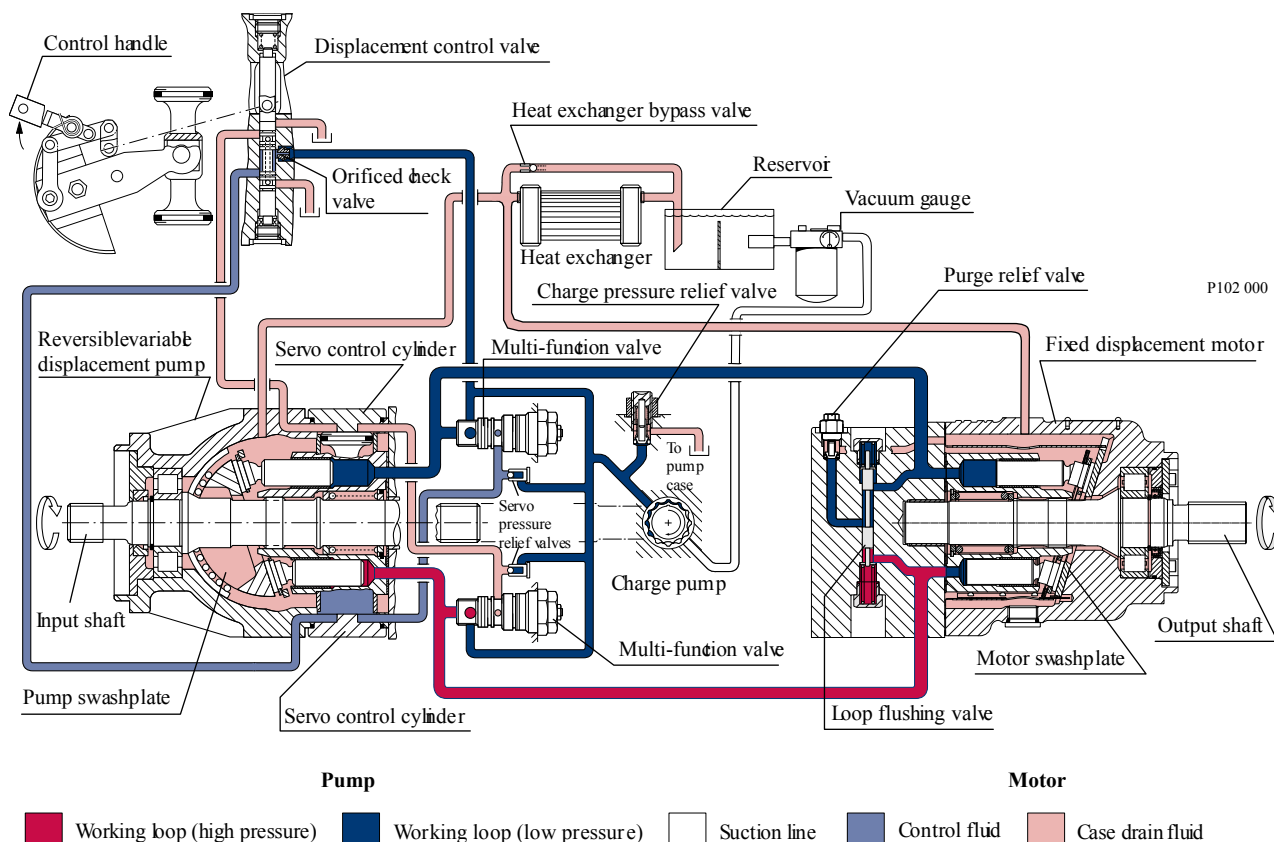 Control handle
Displacement control valve
Heat exchanger bypass valve
Reservoir
Orificed check
valve
Vacuum gauge
Heat exchanger
Purge relief valve
Charge pressure relief valve
P102 000
Reversible variable
displacement pump
Servo control cylinder
Multi-function valve
Fixed displacement motor
To
pump
case
Servo
pressure
relief valves
Charge pump
Input shaft
Output shaft
Multi-function valve
Motor swashplate
Pump swashplate
Servo control cylinder
Loop flushing valve
Pump
Motor
Working loop (high pressure)
Working loop (low pressure)
Suction line
Control fluid
Case drain fluid